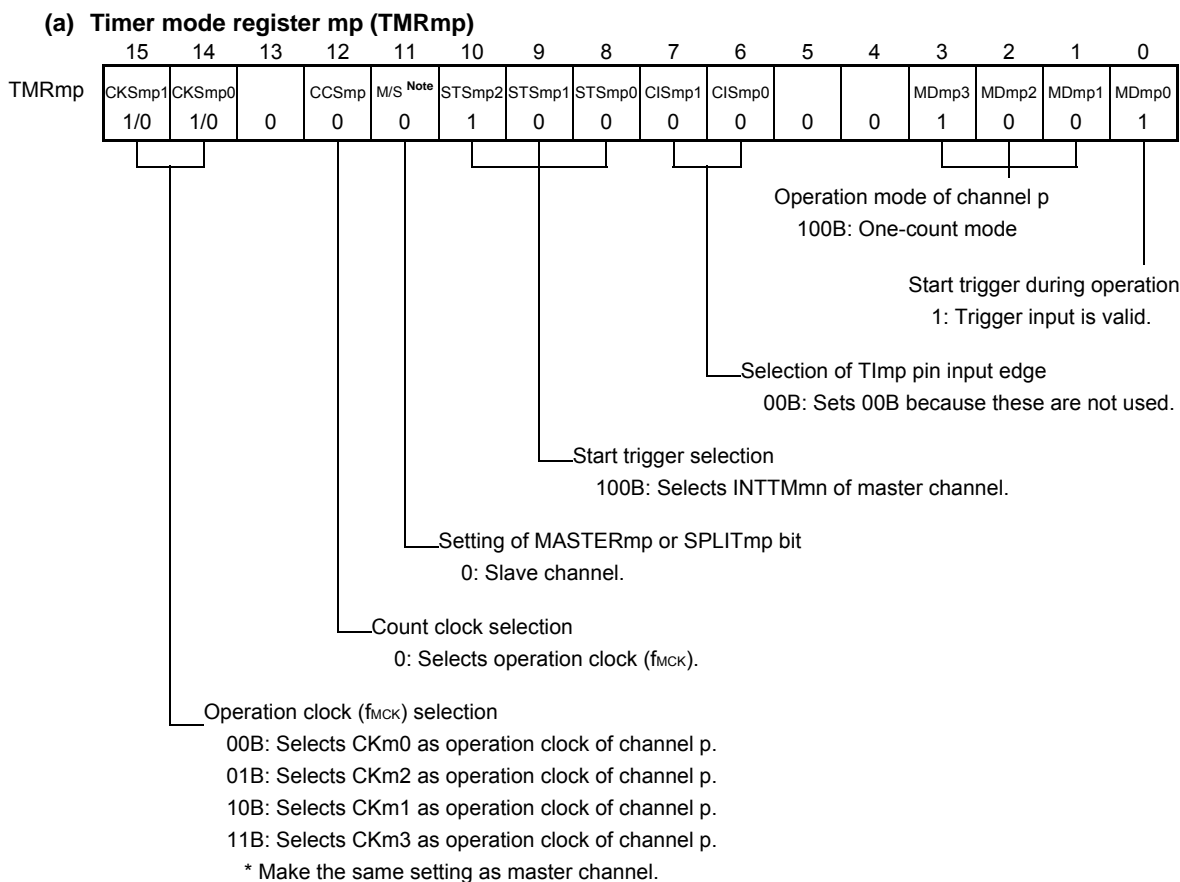 (a) Timer mode register mp (TMRmp)
15 14 13 12 11 10 9 8 7 6 5 4 3 2 1 0
TMRmp CKSmp1 CKSmp0 CCSmp M/S Note STSmp2 STSmp1 STSmp0 CISmp1 CISmp0 MDmp3 MDmp2 MDmp1 MDmp0
1/0 1/0 0 0 0 1 0 0 0 0 0 0 1 0 0 1
Operation mode of channel p
100B: One-count mode
Start trigger during operation
1: Trigger input is valid.
Selection of TImp pin input edge
00B: Sets 00B because these are not used.
Start trigger selection
100B: Selects INTTMmn of master channel.
Setting of MASTERmp or SPLITmp bit
0: Slave channel.
Count clock selection
0: Selects operation clock (fMCK).
Operation clock (fMCK) selection
00B: Selects CKm0 as operation clock of channel p.
01B: Selects CKm2 as operation clock of channel p.
10B: Selects CKm1 as operation clock of channel p.
11B: Selects CKm3 as operation clock of channel p.
* Make the same setting as master channel.